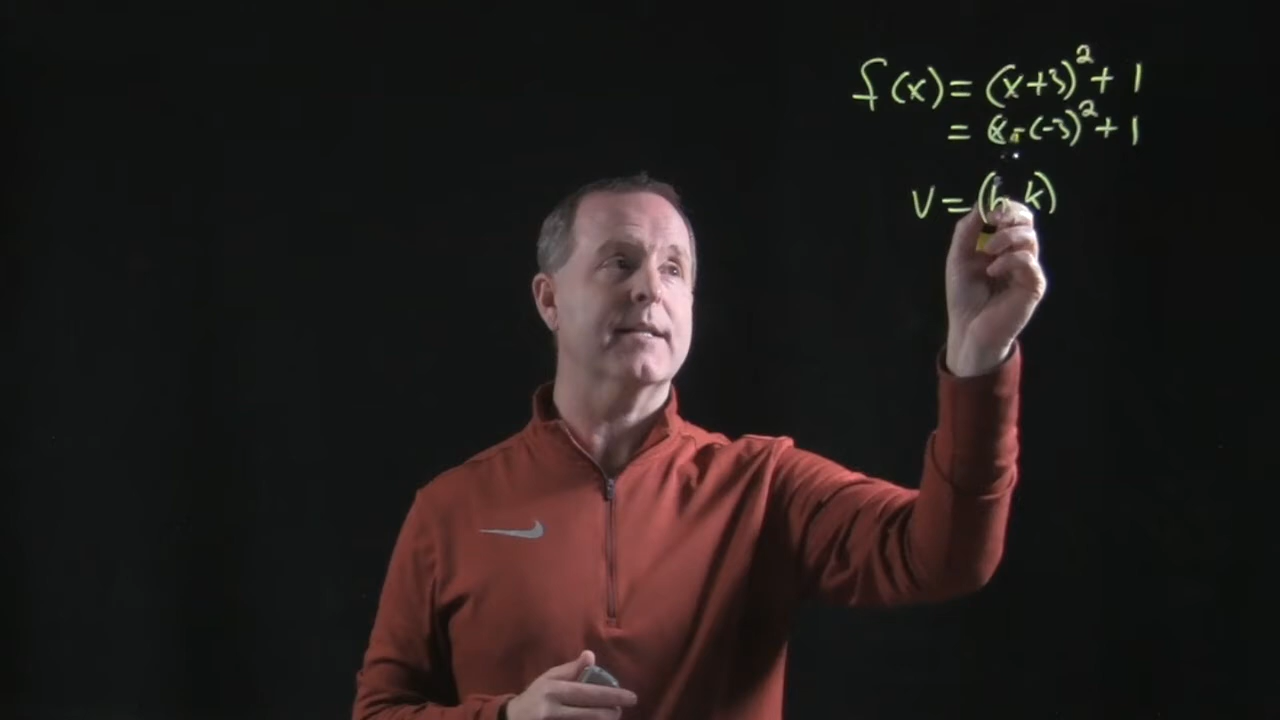 f(x) = (x+3)² + 1
= (x - (-3)² + 1
V = (h, k)